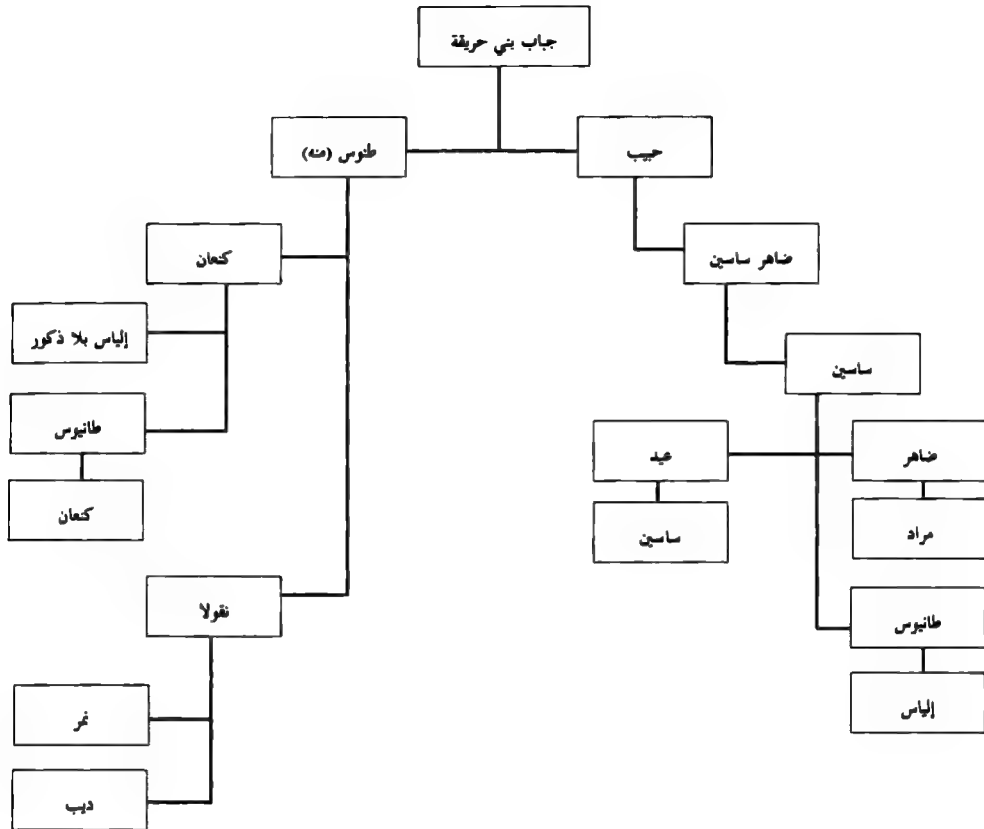 جباب بني حريقة
حبيب
طنوس (منه)
ضاهر ساسين
كنعان
إلياس بلا ذكور
ساسين
طانيوس
ضاهر
عيد
كنعان
مراد
ساسين
نقولا
طانيوس
إلياس
نمر
ديب